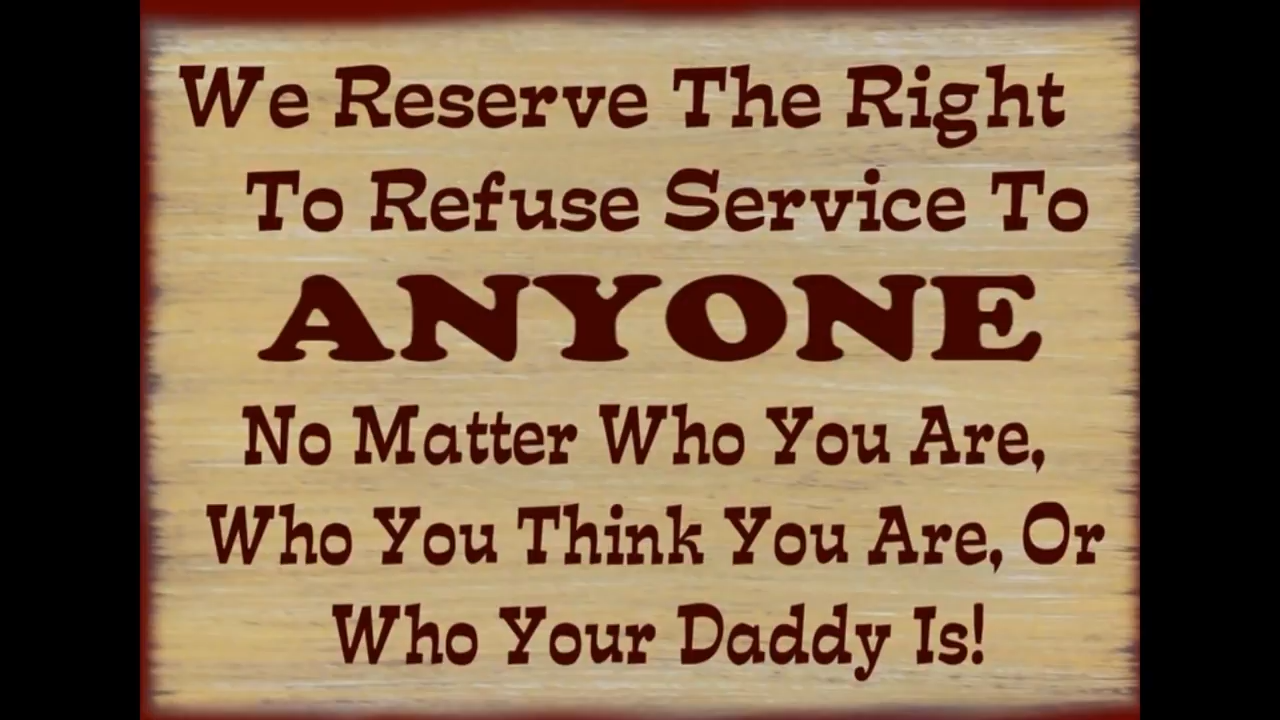 We Reserve The Right
To Refuse Service To
ANYONE
No Matter Who You Are,
Who You Think You Are, Or
Who Your Daddy Is!